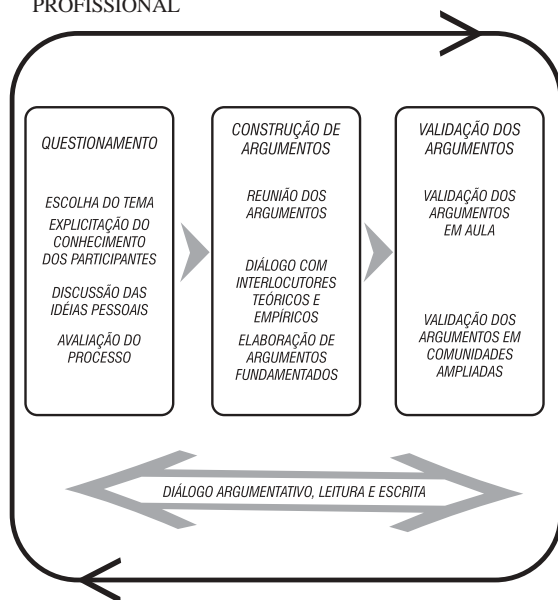 PROFISSIONAL
QUESTIONAMENTO
ESCOLHA DO TEMA
EXPLICITAÇÃO DO
CONHECIMENTO
DOS PARTICIPANTES
DISCUSSÃO DAS
IDÉIAS PESSOAIS
AVALIAÇÃO DO
PROCESSO
CONSTRUÇÃO DE
ARGUMENTOS
REUNIÃO DOS
ARGUMENTOS
DIÁLOGO COM
INTERLOCUTORES
TEÓRICOS E
EMPÍRICOS
ELABORAÇÃO DE
ARGUMENTOS
FUNDAMENTADOS
VALIDAÇÃO DOS
ARGUMENTOS
VALIDAÇÃO DOS
ARGUMENTOS
EM AULA
VALIDAÇÃO DOS
ARGUMENTOS EM
COMUNIDADES
AMPLIADAS
DIÁLOGO ARGUMENTATIVO, LEITURA E ESCRITA